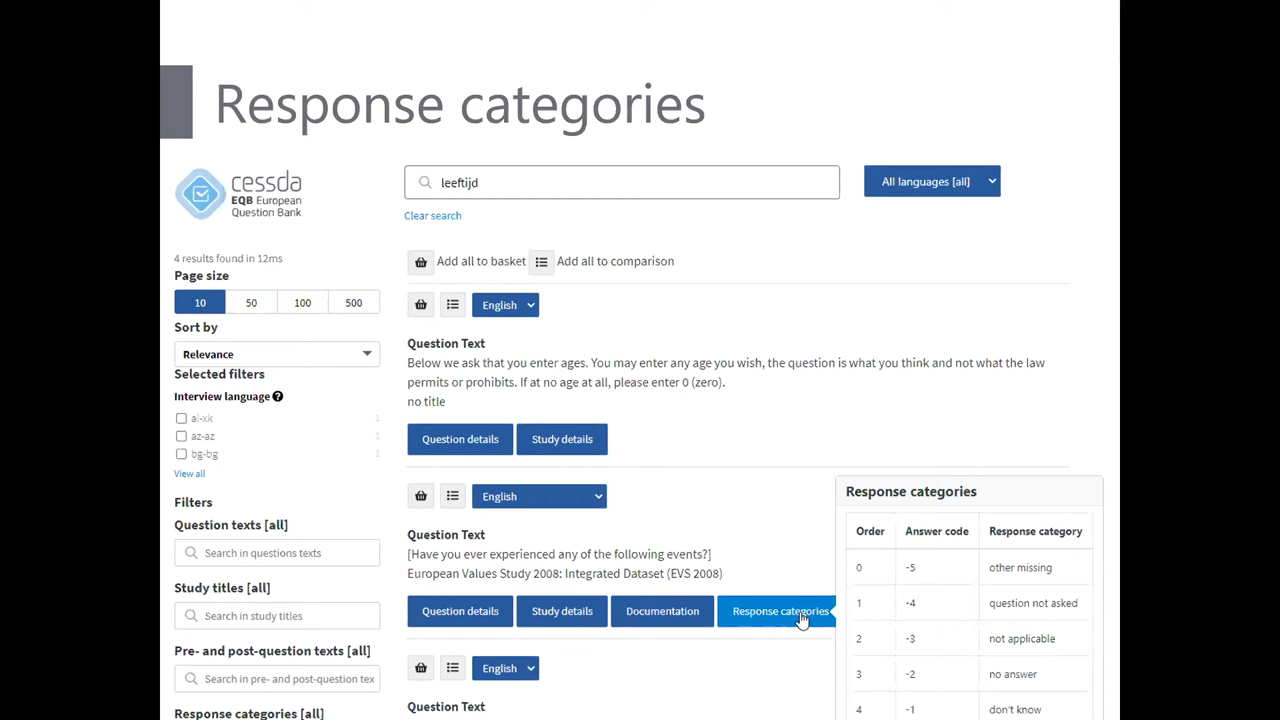 Response categories
cessda
EQB European
Question Bank
leeftijd
All languages [all]
Clear search
4 results found in 12ms
Page size
10 50 100 500
Sort by
Relevance
Selected filters
Interview language
al-xk 1
az-az 1
bg-bg 1
View all
Filters
Question texts [all]
Search in questions texts
Study titles [all]
Search in study titles
Pre- and post-question texts [all]
Search in pre- and post-question tex
Response categories [all]
Add all to basket Add all to comparison
English
Question Text
Below we ask that you enter ages. You may enter any age you wish, the question is what you think and not what the law
permits or prohibits. If at no age at all, please enter 0 (zero).
no title
Question details Study details
English
Question Text
[Have you ever experienced any of the following events?]
European Values Study 2008: Integrated Dataset (EVS 2008)
Question details Study details Documentation Response categories
English
Question Text
Response categories
Order Answer code Response category
0 -5 other missing
1 -4 question not asked
2 -3 not applicable
3 -2 no answer
4 -1 don't know